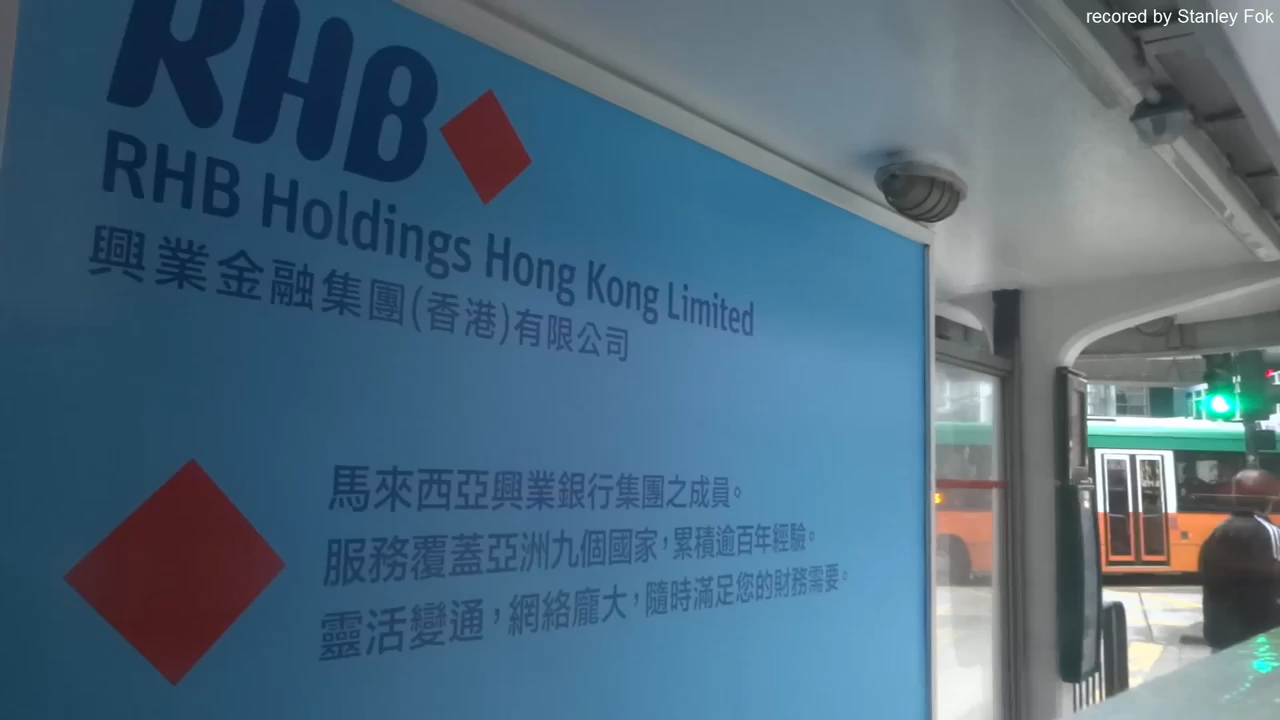 recored by Stanley Fok
RHB
RHB Holdings Hong Kong Limited
興業金融集團(香港)有限公司
馬來西亞興業銀行集團之成員。
服務覆蓋亞洲九個國家，累積逾百年經驗。
靈活變通，網絡龐大，隨時滿足您的財務需要。